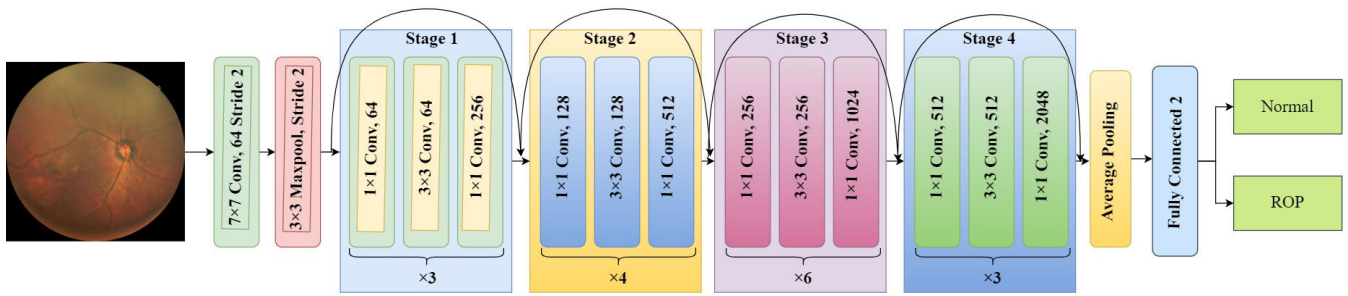 7×7 Conv, 64 Stride 2
3×3 Maxpool, Stride 2
Stage 1
1×1 Conv, 64
3×3 Conv, 64
1×1 Conv, 256
×3
Stage 2
1×1 Conv, 128
3×3 Conv, 128
1×1 Conv, 512
×4
Stage 3
1×1 Conv, 256
3×3 Conv, 256
1×1 Conv, 1024
×6
Stage 4
1×1 Conv, 512
3×3 Conv, 512
1×1 Conv, 2048
×3
Average Pooling
Fully Connected 2
Normal
ROP